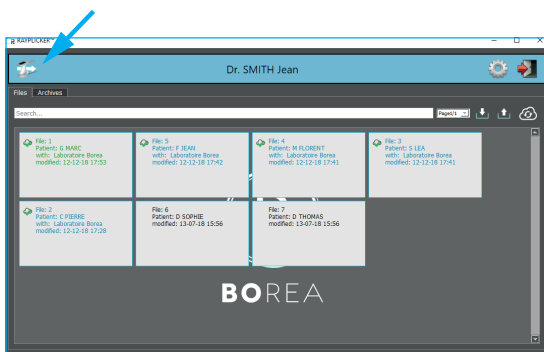 RAYPLICKER™
Dr. SMITH Jean
Files Archives
Search...
Page1/1
File: 1
Patient: G MARC
with: Laboratoire Borea
modified: 12-12-18 17:53
File: 5
Patient: F JEAN
with: Laboratoire Borea
modified: 12-12-18 17:42
File: 4
Patient: M FLORENT
with: Laboratoire Borea
modified: 12-12-18 17:41
File: 3
Patient: S LEA
with: Laboratoire Borea
modified: 12-12-18 17:41
File: 2
Patient: C PIERRE
with: Laboratoire Borea
modified: 12-12-18 17:28
File: 6
Patient: D SOPHIE
modified: 13-07-18 15:56
File: 7
Patient: D THOMAS
modified: 13-07-18 15:56
BOREA